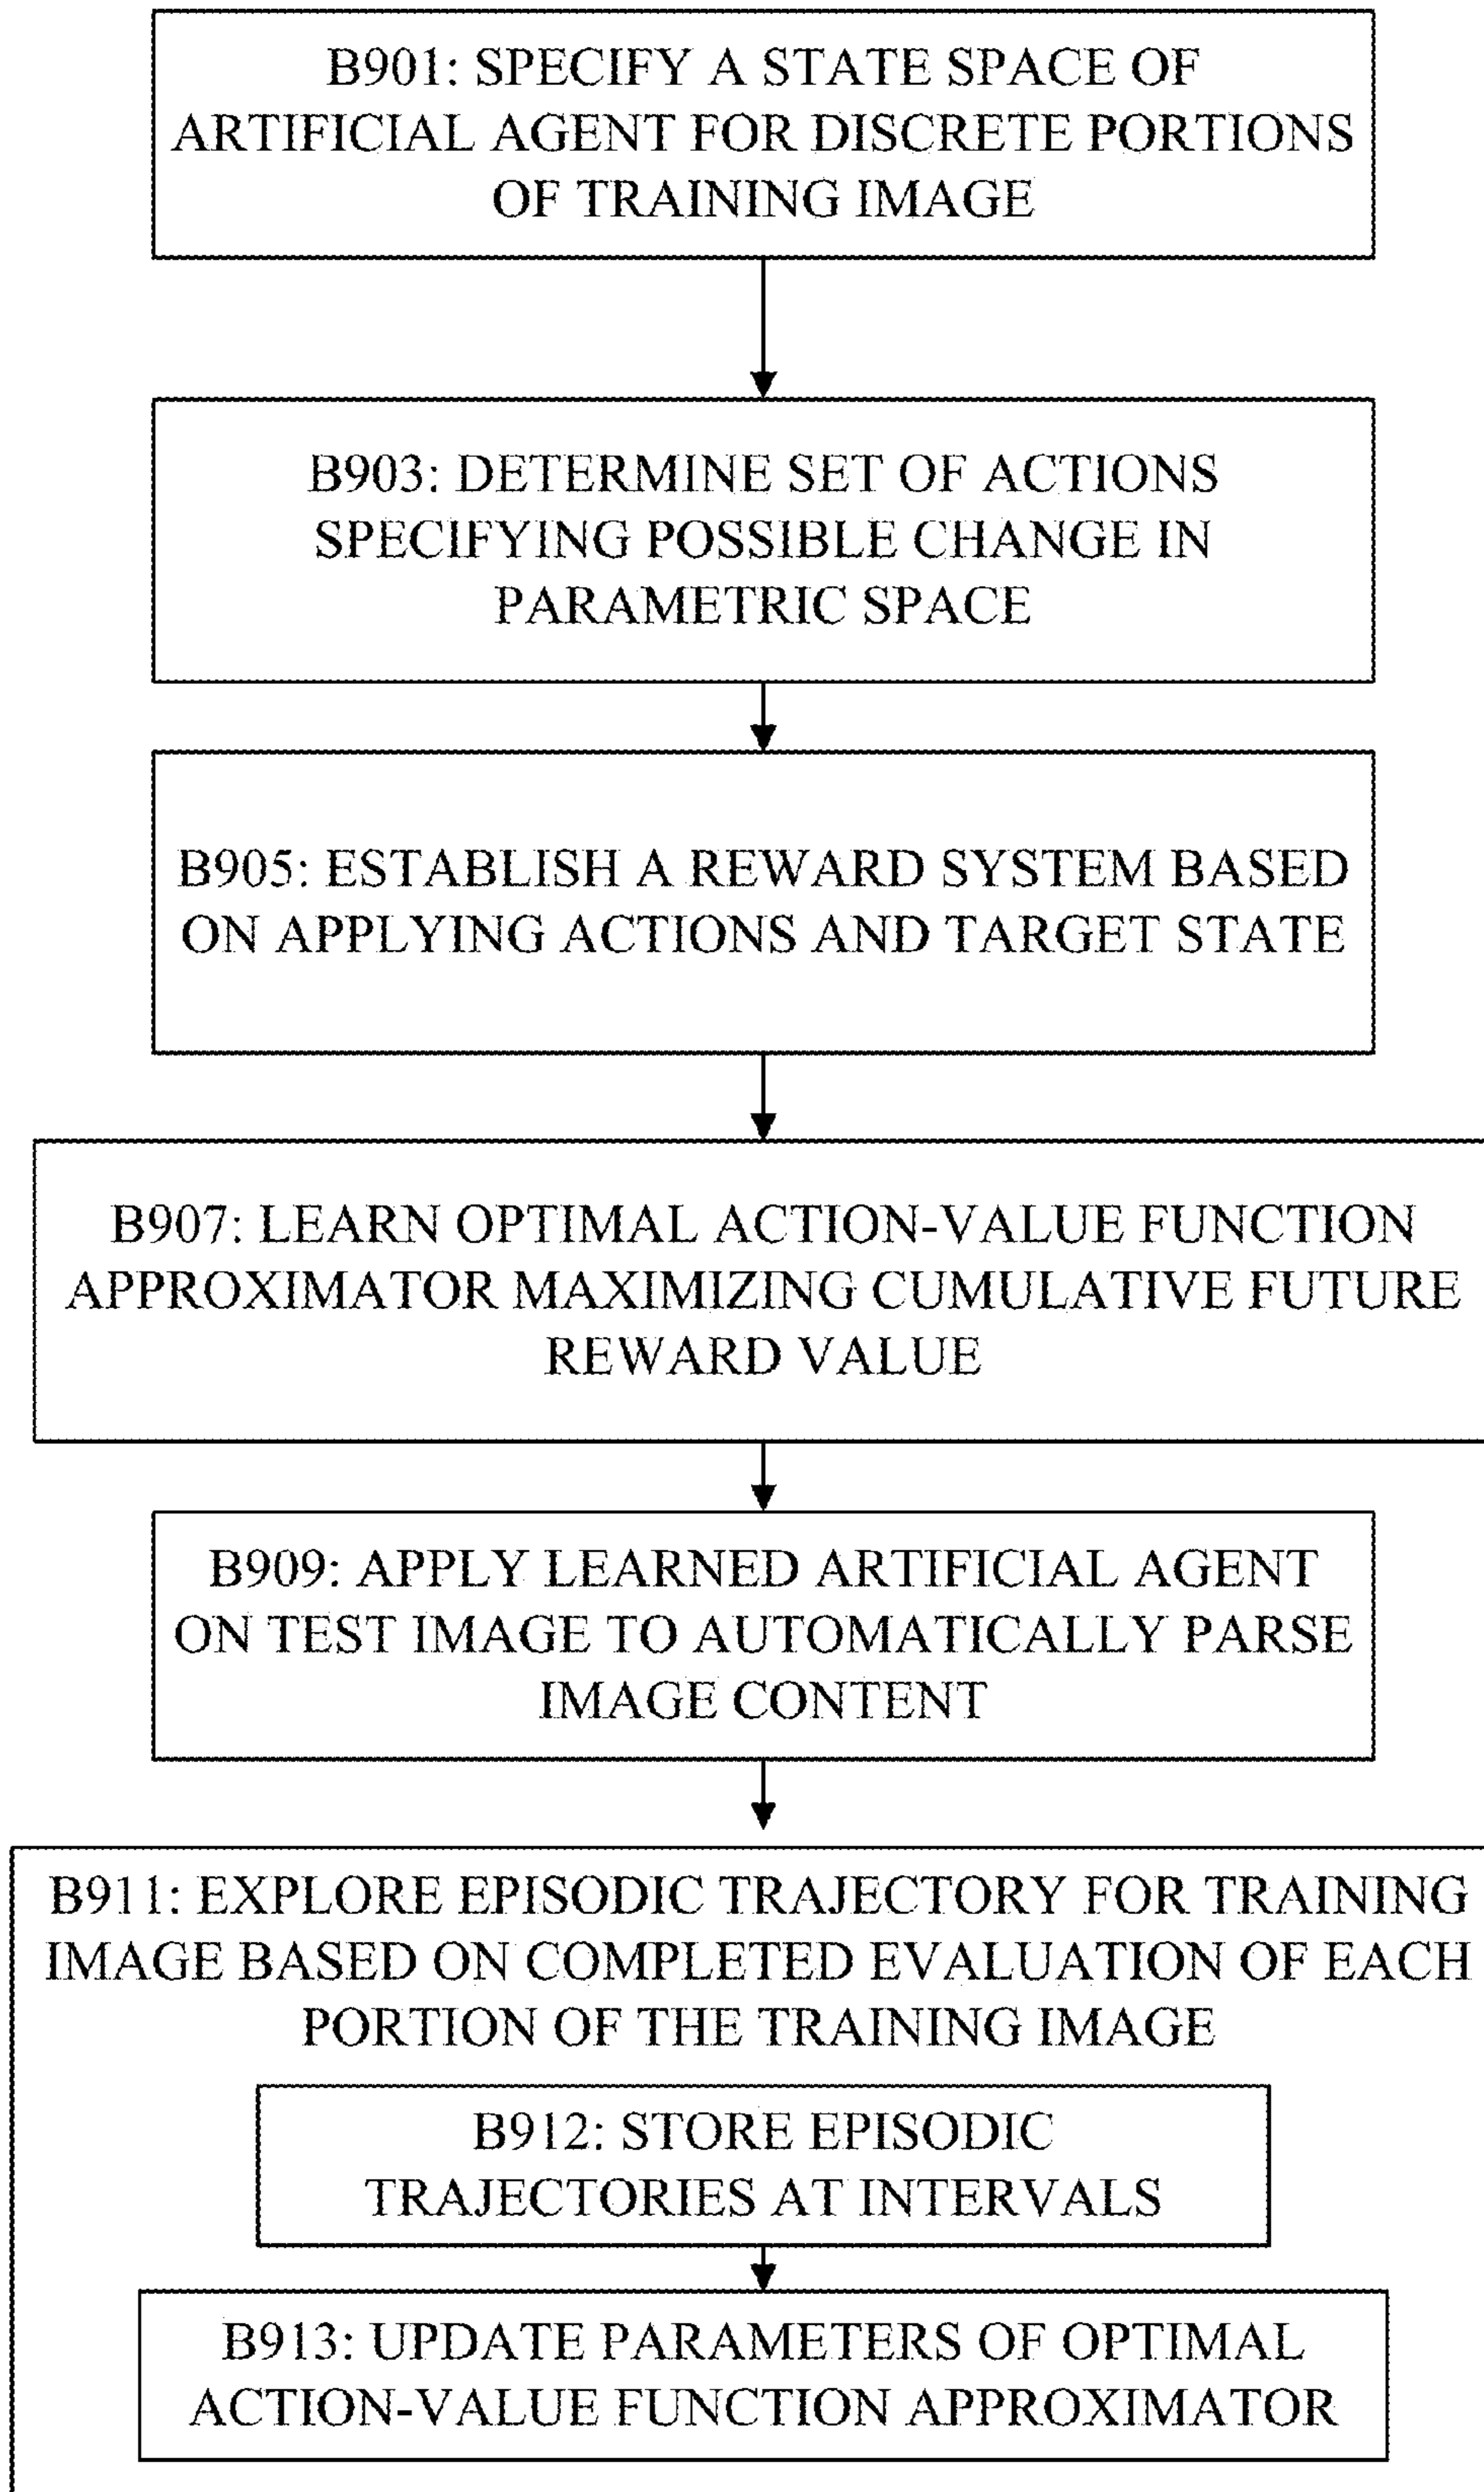 B901: SPECIFY A STATE SPACE OF
ARTIFICIAL AGENT FOR DISCRETE PORTIONS
OF TRAINING IMAGE
B903: DETERMINE SET OF ACTIONS
SPECIFYING POSSIBLE CHANGE IN
PARAMETRIC SPACE
B905: ESTABLISH A REWARD SYSTEM BASED
ON APPLYING ACTIONS AND TARGET STATE
B907: LEARN OPTIMAL ACTION-VALUE FUNCTION
APPROXIMATOR MAXIMIZING CUMULATIVE FUTURE
REWARD VALUE
B909: APPLY LEARNED ARTIFICIAL AGENT
ON TEST IMAGE TO AUTOMATICALLY PARSE
IMAGE CONTENT
B911: EXPLORE EPISODIC TRAJECTORY FOR TRAINING
IMAGE BASED ON COMPLETED EVALUATION OF EACH
PORTION OF THE TRAINING IMAGE
B912: STORE EPISODIC
TRAJECTORIES AT INTERVALS
B913: UPDATE PARAMETERS OF OPTIMAL
ACTION-VALUE FUNCTION APPROXIMATOR